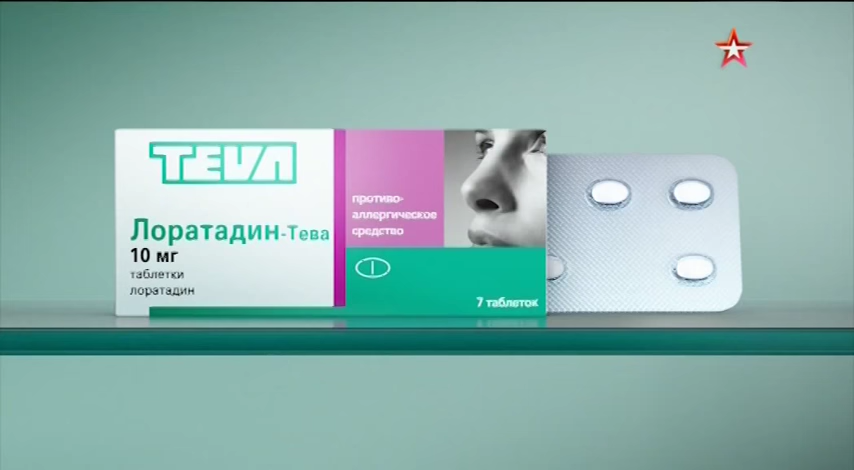 TEVA
Лоратадин-Тева
10 мг
таблетки
лоратадин
противо-
аллергическое
средство
7 таблеток